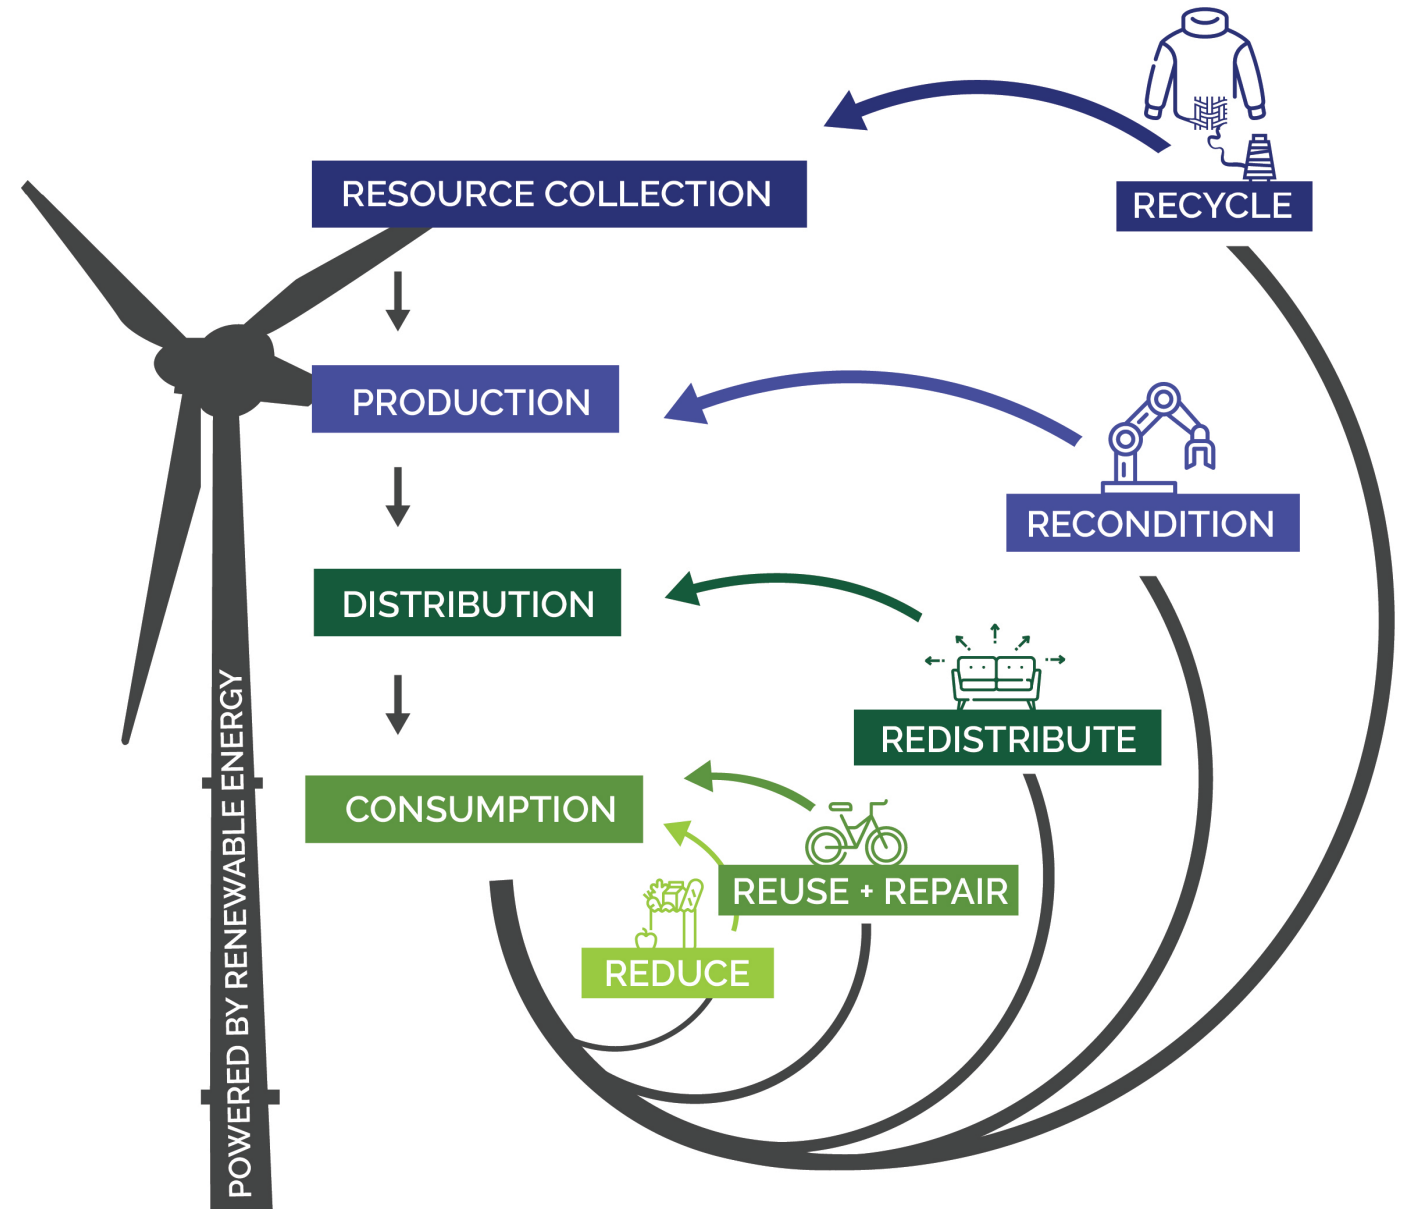 RECYCLE
RESOURCE COLLECTION
PRODUCTION
RECONDITION
DISTRIBUTION
REDISTRIBUTE
CONSUMPTION
REUSE + REPAIR
REDUCE
POWERED BY RENEWABLE ENERGY